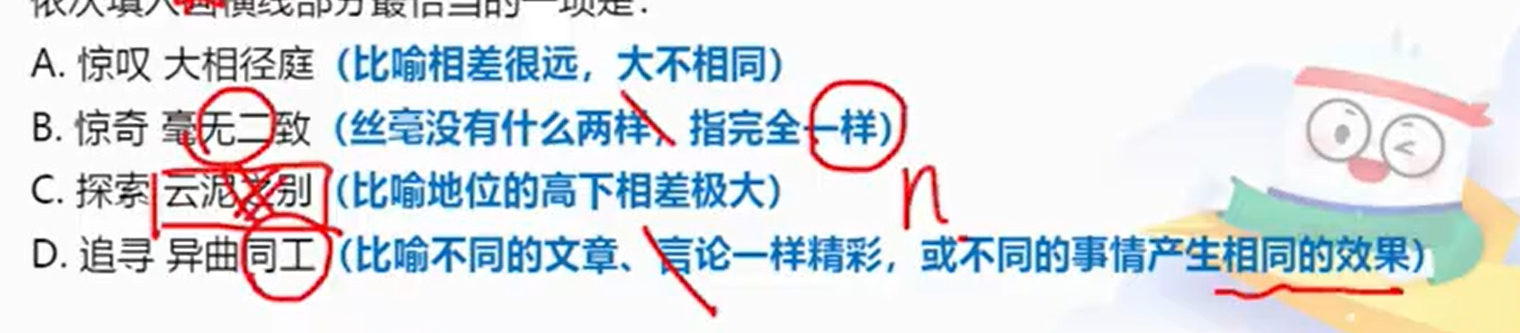 依次填入画横线部分最恰当的一项是：
A. 惊叹 大相径庭（比喻相差很远，大不相同）
B. 惊奇 毫无二致（丝毫没有什么两样，指完全一样）
C. 探索 云泥之别（比喻地位的高下相差极大）
n
D. 追寻 异曲同工（比喻不同的文章、言论一样精彩，或不同的事情产生相同的效果）